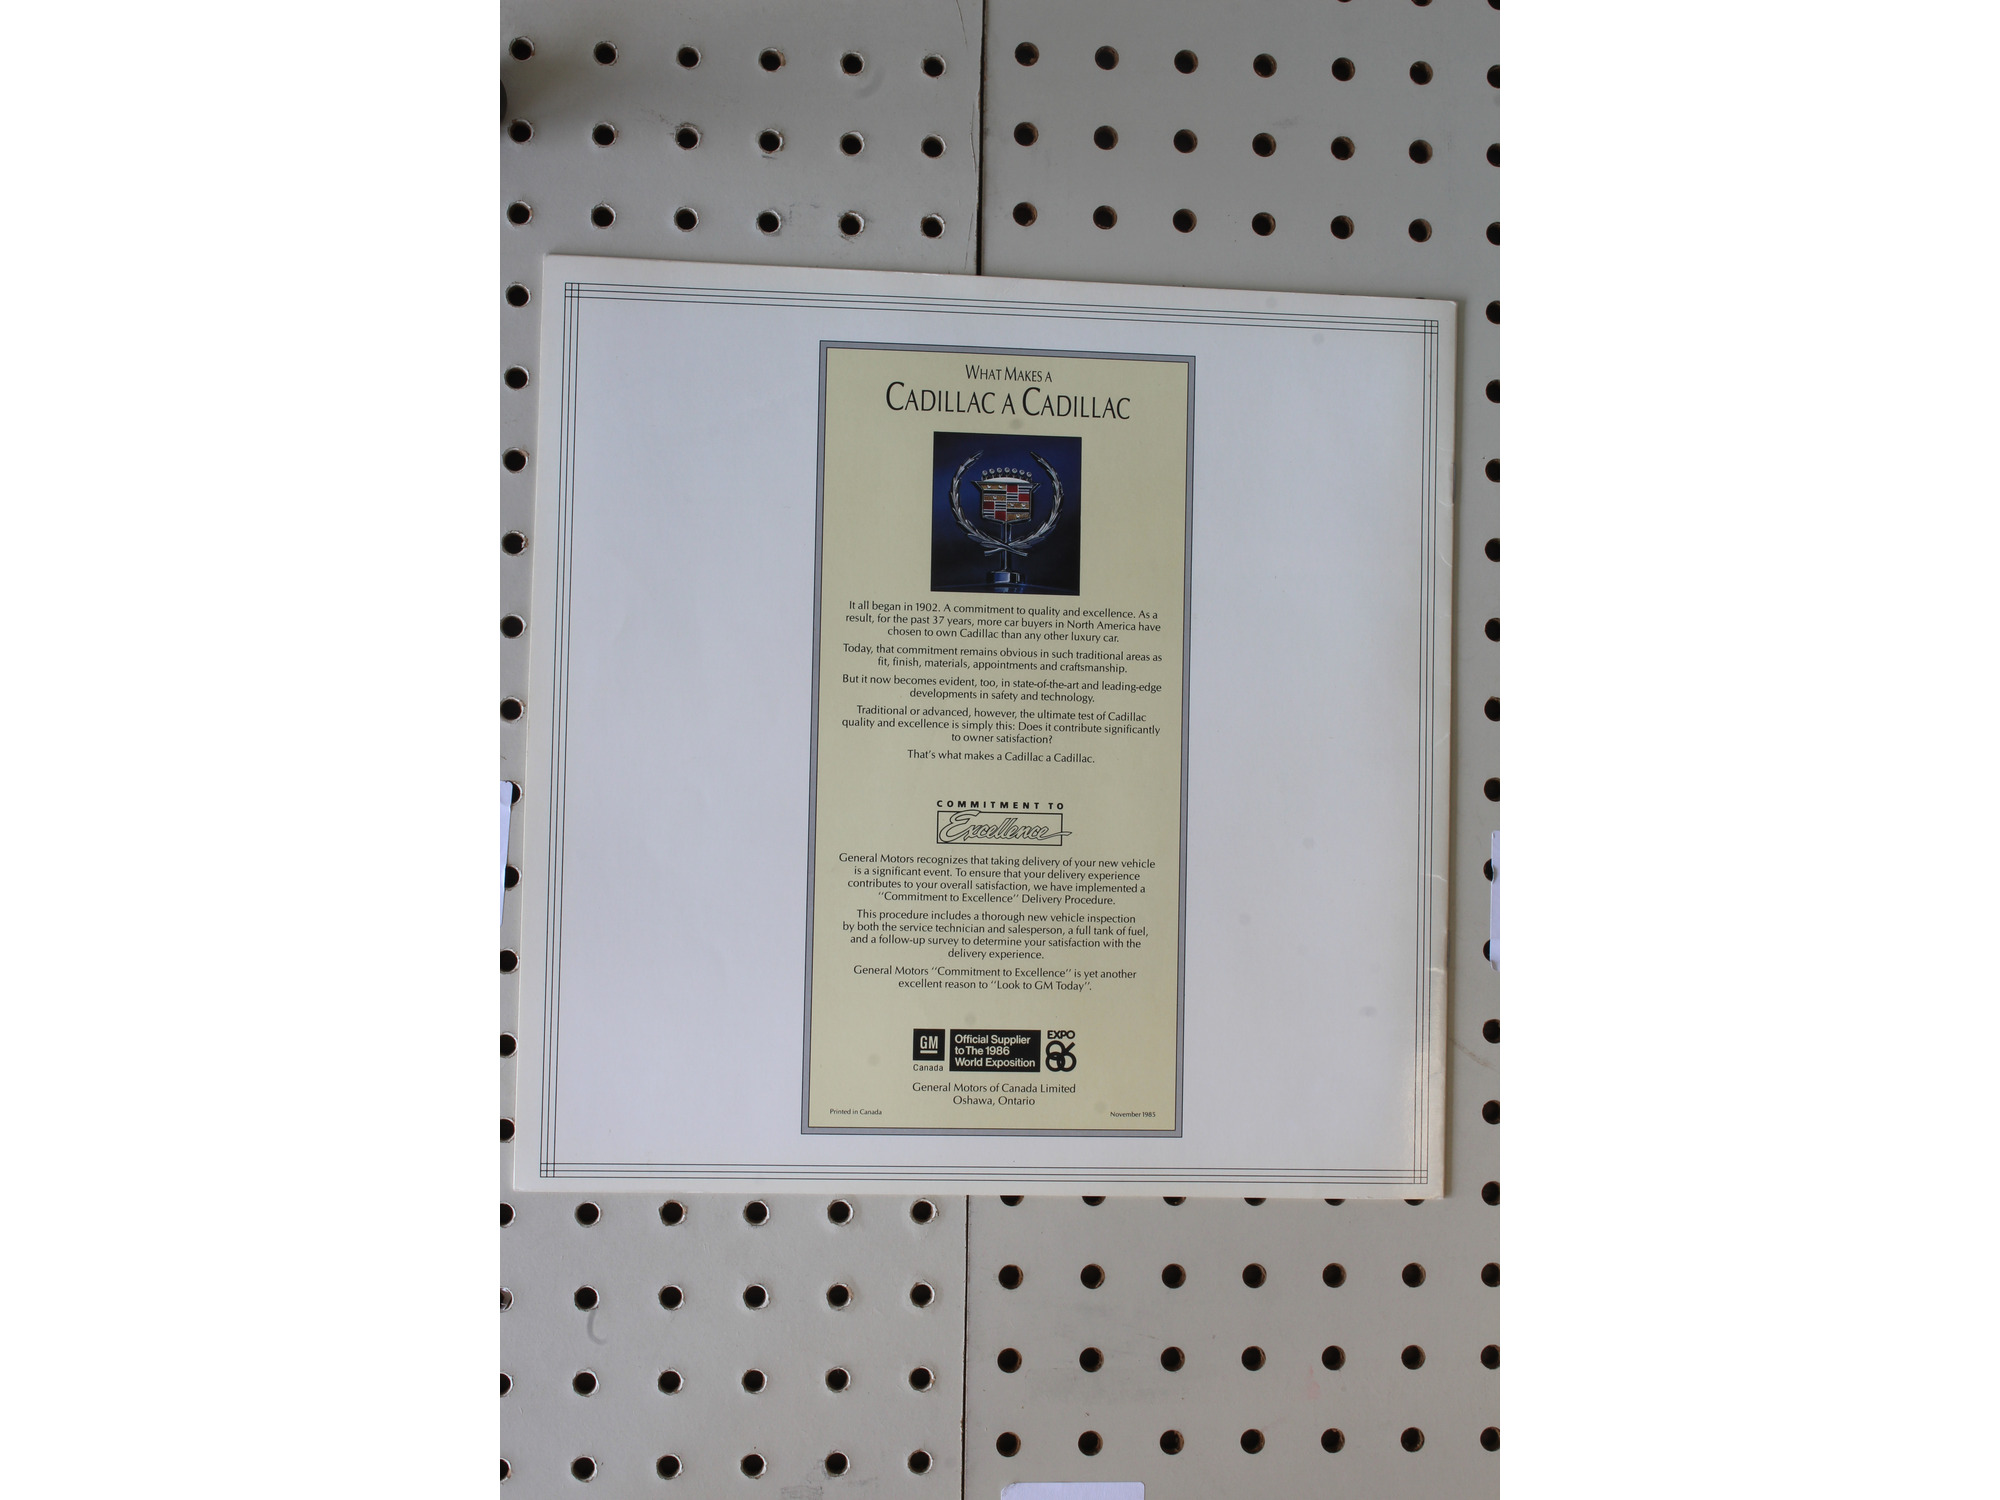 WHAT MAKES A
CADILLAC A CADILLAC
It all began in 1902. A commitment to quality and excellence. As a
result, for the past 37 years, more car buyers in North America have
chosen to own Cadillac than any other luxury car.
Today, that commitment remains obvious in such traditional areas as
fit, finish, materials, appointments and craftsmanship.
But it now becomes evident, too, in state-of-the-art and leading-edge
developments in safety and technology.
Traditional or advanced, however, the ultimate test of Cadillac
quality and excellence is simply this: Does it contribute significantly
to owner satisfaction?
That's what makes a Cadillac a Cadillac.
COMMITMENT TO
Excellence
General Motors recognizes that taking delivery of your new vehicle
is a significant event. To ensure that your delivery experience
contributes to your overall satisfaction, we have implemented a
"Commitment to Excellence" Delivery Procedure.
This procedure includes a thorough new vehicle inspection
by both the service technician and salesperson, a full tank of fuel,
and a follow-up survey to determine your satisfaction with the
delivery experience.
General Motors "Commitment to Excellence" is yet another
excellent reason to "Look to GM Today".
GM
Canada
Official Supplier
to The 1986
World Exposition
EXPO
86
General Motors of Canada Limited
Oshawa, Ontario
Printed in Canada
November 1985